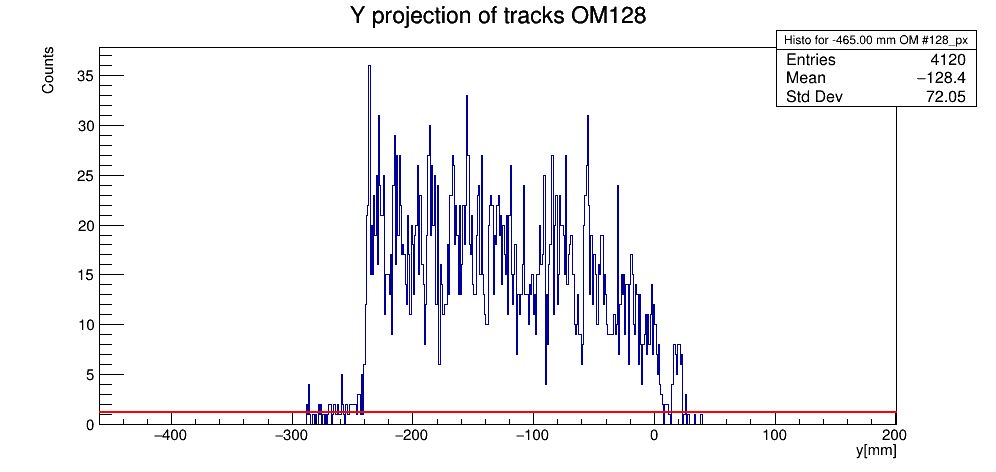 Y projection of tracks OM128
Histo for -465.00 mm OM #128_px
Entries 4120
Mean −128.4
Std Dev 72.05
Counts
35
30
25
20
15
10
5
0
−400 −300 −200 −100 0 100 200
y[mm]